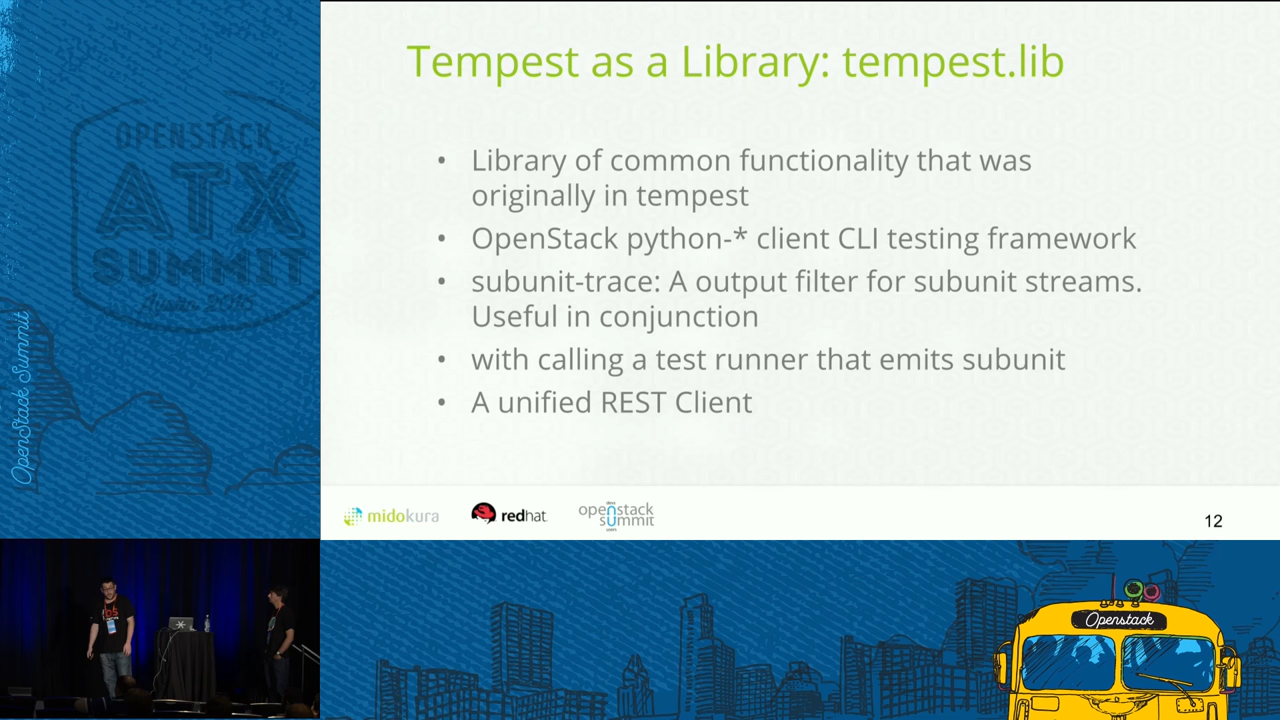 Tempest as a Library: tempest.lib
• Library of common functionality that was
originally in tempest
• OpenStack python-* client CLI testing framework
• subunit-trace: A output filter for subunit streams.
Useful in conjunction
• with calling a test runner that emits subunit
• A unified REST Client
midokura
redhat.
openstack
summit
12
OPENSTACK
ATX
SUMMIT
Austin 2016
OpenStack Summit
Openstack